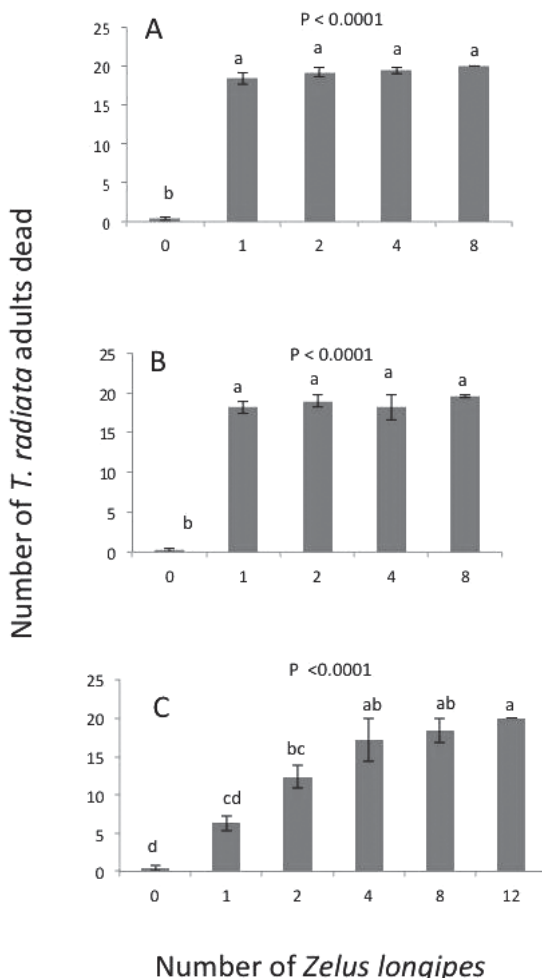 Number of T. radiata adults dead
A
P < 0.0001
25
20
15
10
5
0
b
a
a
a
a
0 1 2 4 8
B
P < 0.0001
25
20
15
10
5
0
b
a
a
a
a
0 1 2 4 8
C
P <0.0001
25
20
15
10
5
0
d
cd
bc
ab
ab
a
0 1 2 4 8 12
Number of Zelus longipes